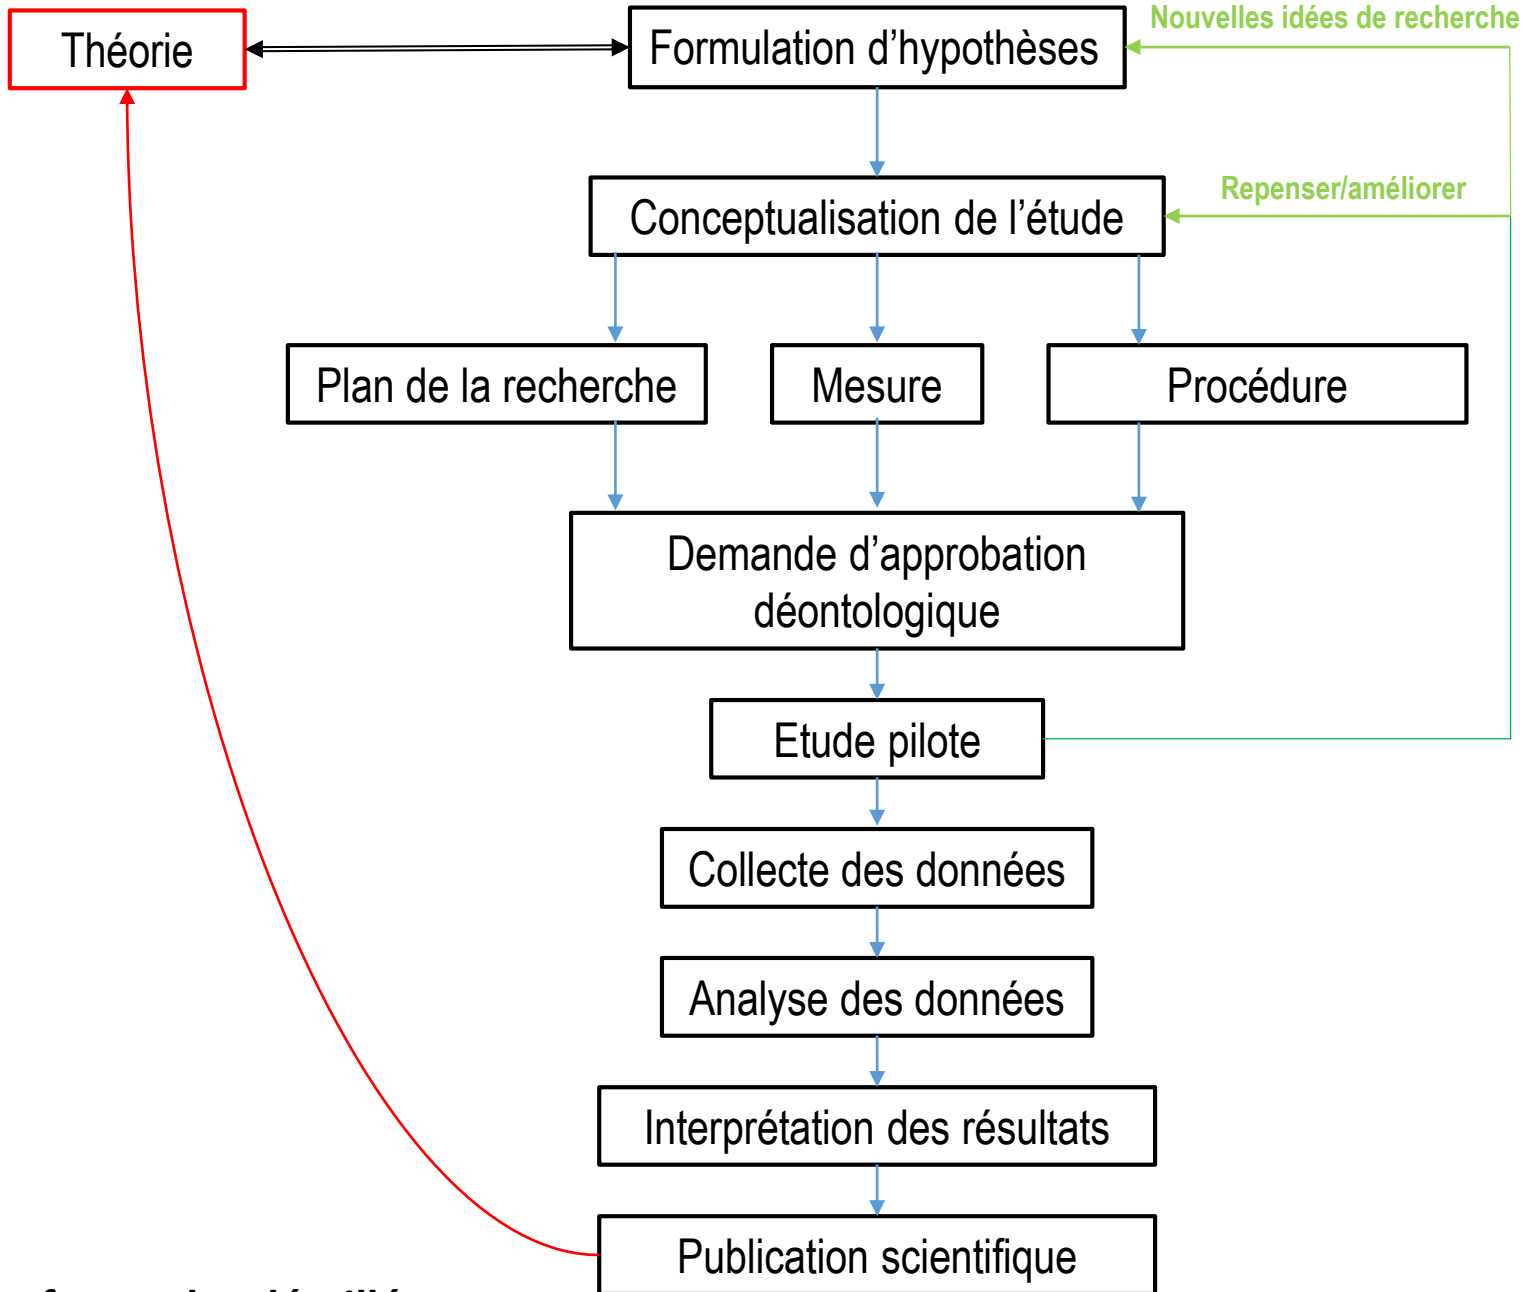 Nouvelles idées de recherche
Théorie
Formulation d’hypothèses
Repenser/améliorer
Conceptualisation de l’étude
Plan de la recherche
Mesure
Procédure
Demande d’approbation
déontologique
Etude pilote
Collecte des données
Analyse des données
Interprétation des résultats
Publication scientifique